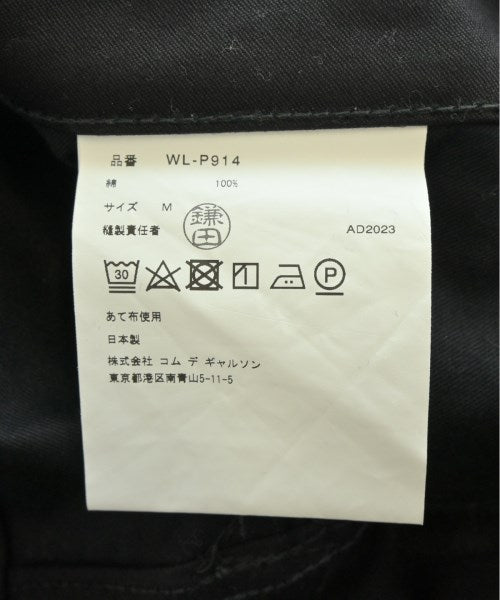 品番 WL-P914
綿 100%
サイズ M
縫製責任者 鎌田 AD2023
30 P
あて布使用
日本製
株式会社 コム デ ギャルソン
東京都港区南青山5-11-5